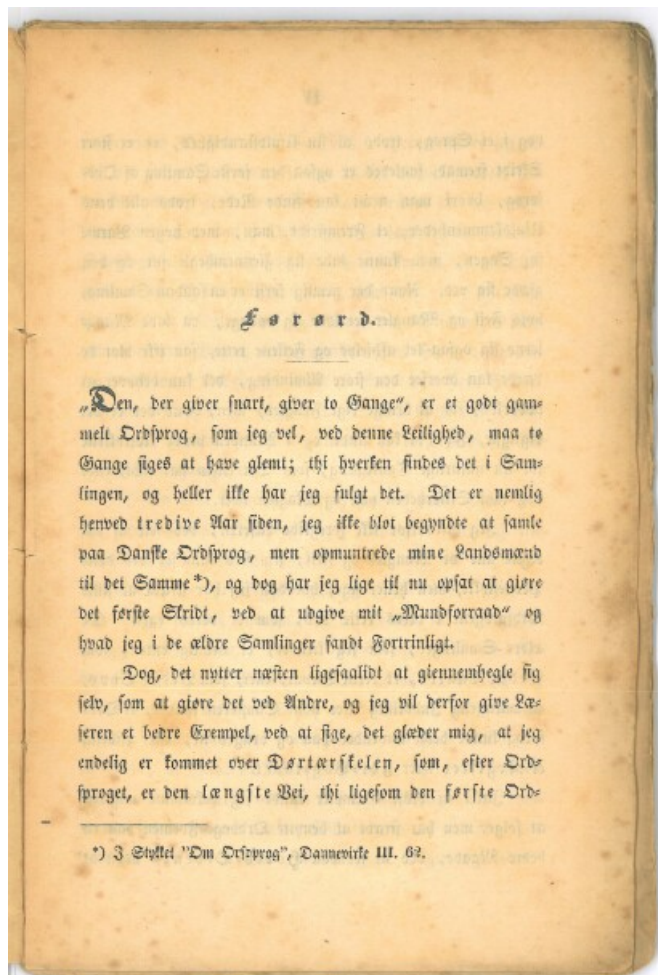 Forord.
„Den, der giver snart, giver to Gange“, er et godt gam=
melt Ordsprog, som jeg vel, ved denne Leilighed, maa to
Gange siges at have glemt; thi hverken findes det i Sam=
lingen, og heller ikke har jeg fulgt det. Det er nemlig
henved tredive Aar siden, jeg ikke blot begyndte at samle
paa Danske Ordsprog, men opmuntrede mine Landsmænd
til det Samme*), og dog har jeg lige til nu opsat at giøre
det første Skridt, ved at udgive mit „Mundforraad“ og
hvad jeg i de ældre Samlinger fandt Fortrinligt.
Dog, det nytter næsten ligesaalidt at giennemhegle sig
selv, som at giøre det ved Andre, og jeg vil derfor give Læ=
seren et bedre Exempel, ved at sige, det glæder mig, at jeg
endelig er kommet over Dørtærskelen, som, efter Ord=
sproget, er den længste Vei, thi ligesom den første Ord=
*) I Stykket "Om Orsprog", Dannevirke III. 62.